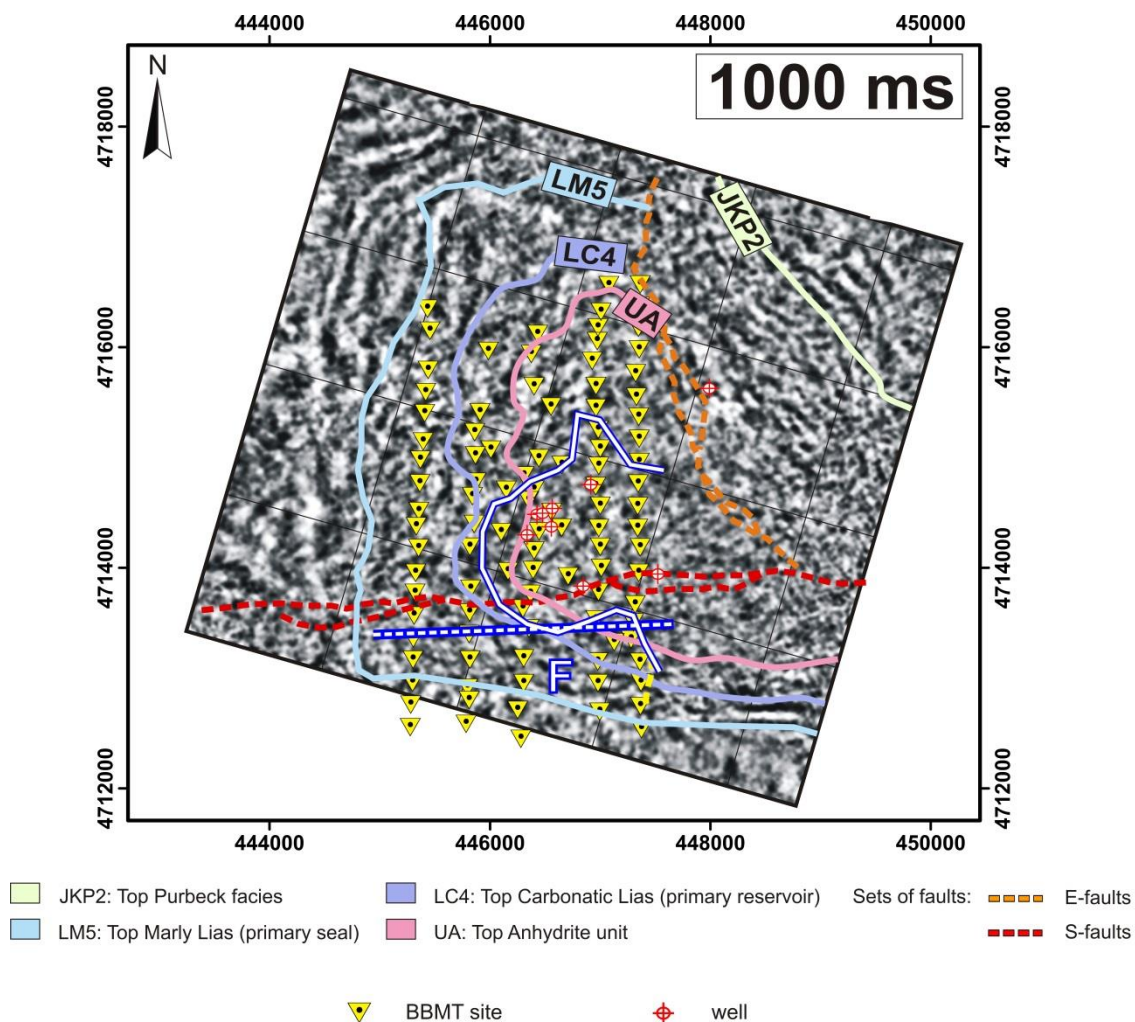 444000 446000 448000 450000
N
1000 ms
4718000 4718000
LM5
JKP2
LC4
UA
4716000 4716000
4714000 4714000
F
4712000 4712000
444000 446000 448000 450000
JKP2: Top Purbeck facies LC4: Top Carbonatic Lias (primary reservoir) Sets of faults: E-faults
LM5: Top Marly Lias (primary seal) UA: Top Anhydrite unit S-faults
BBMT site well